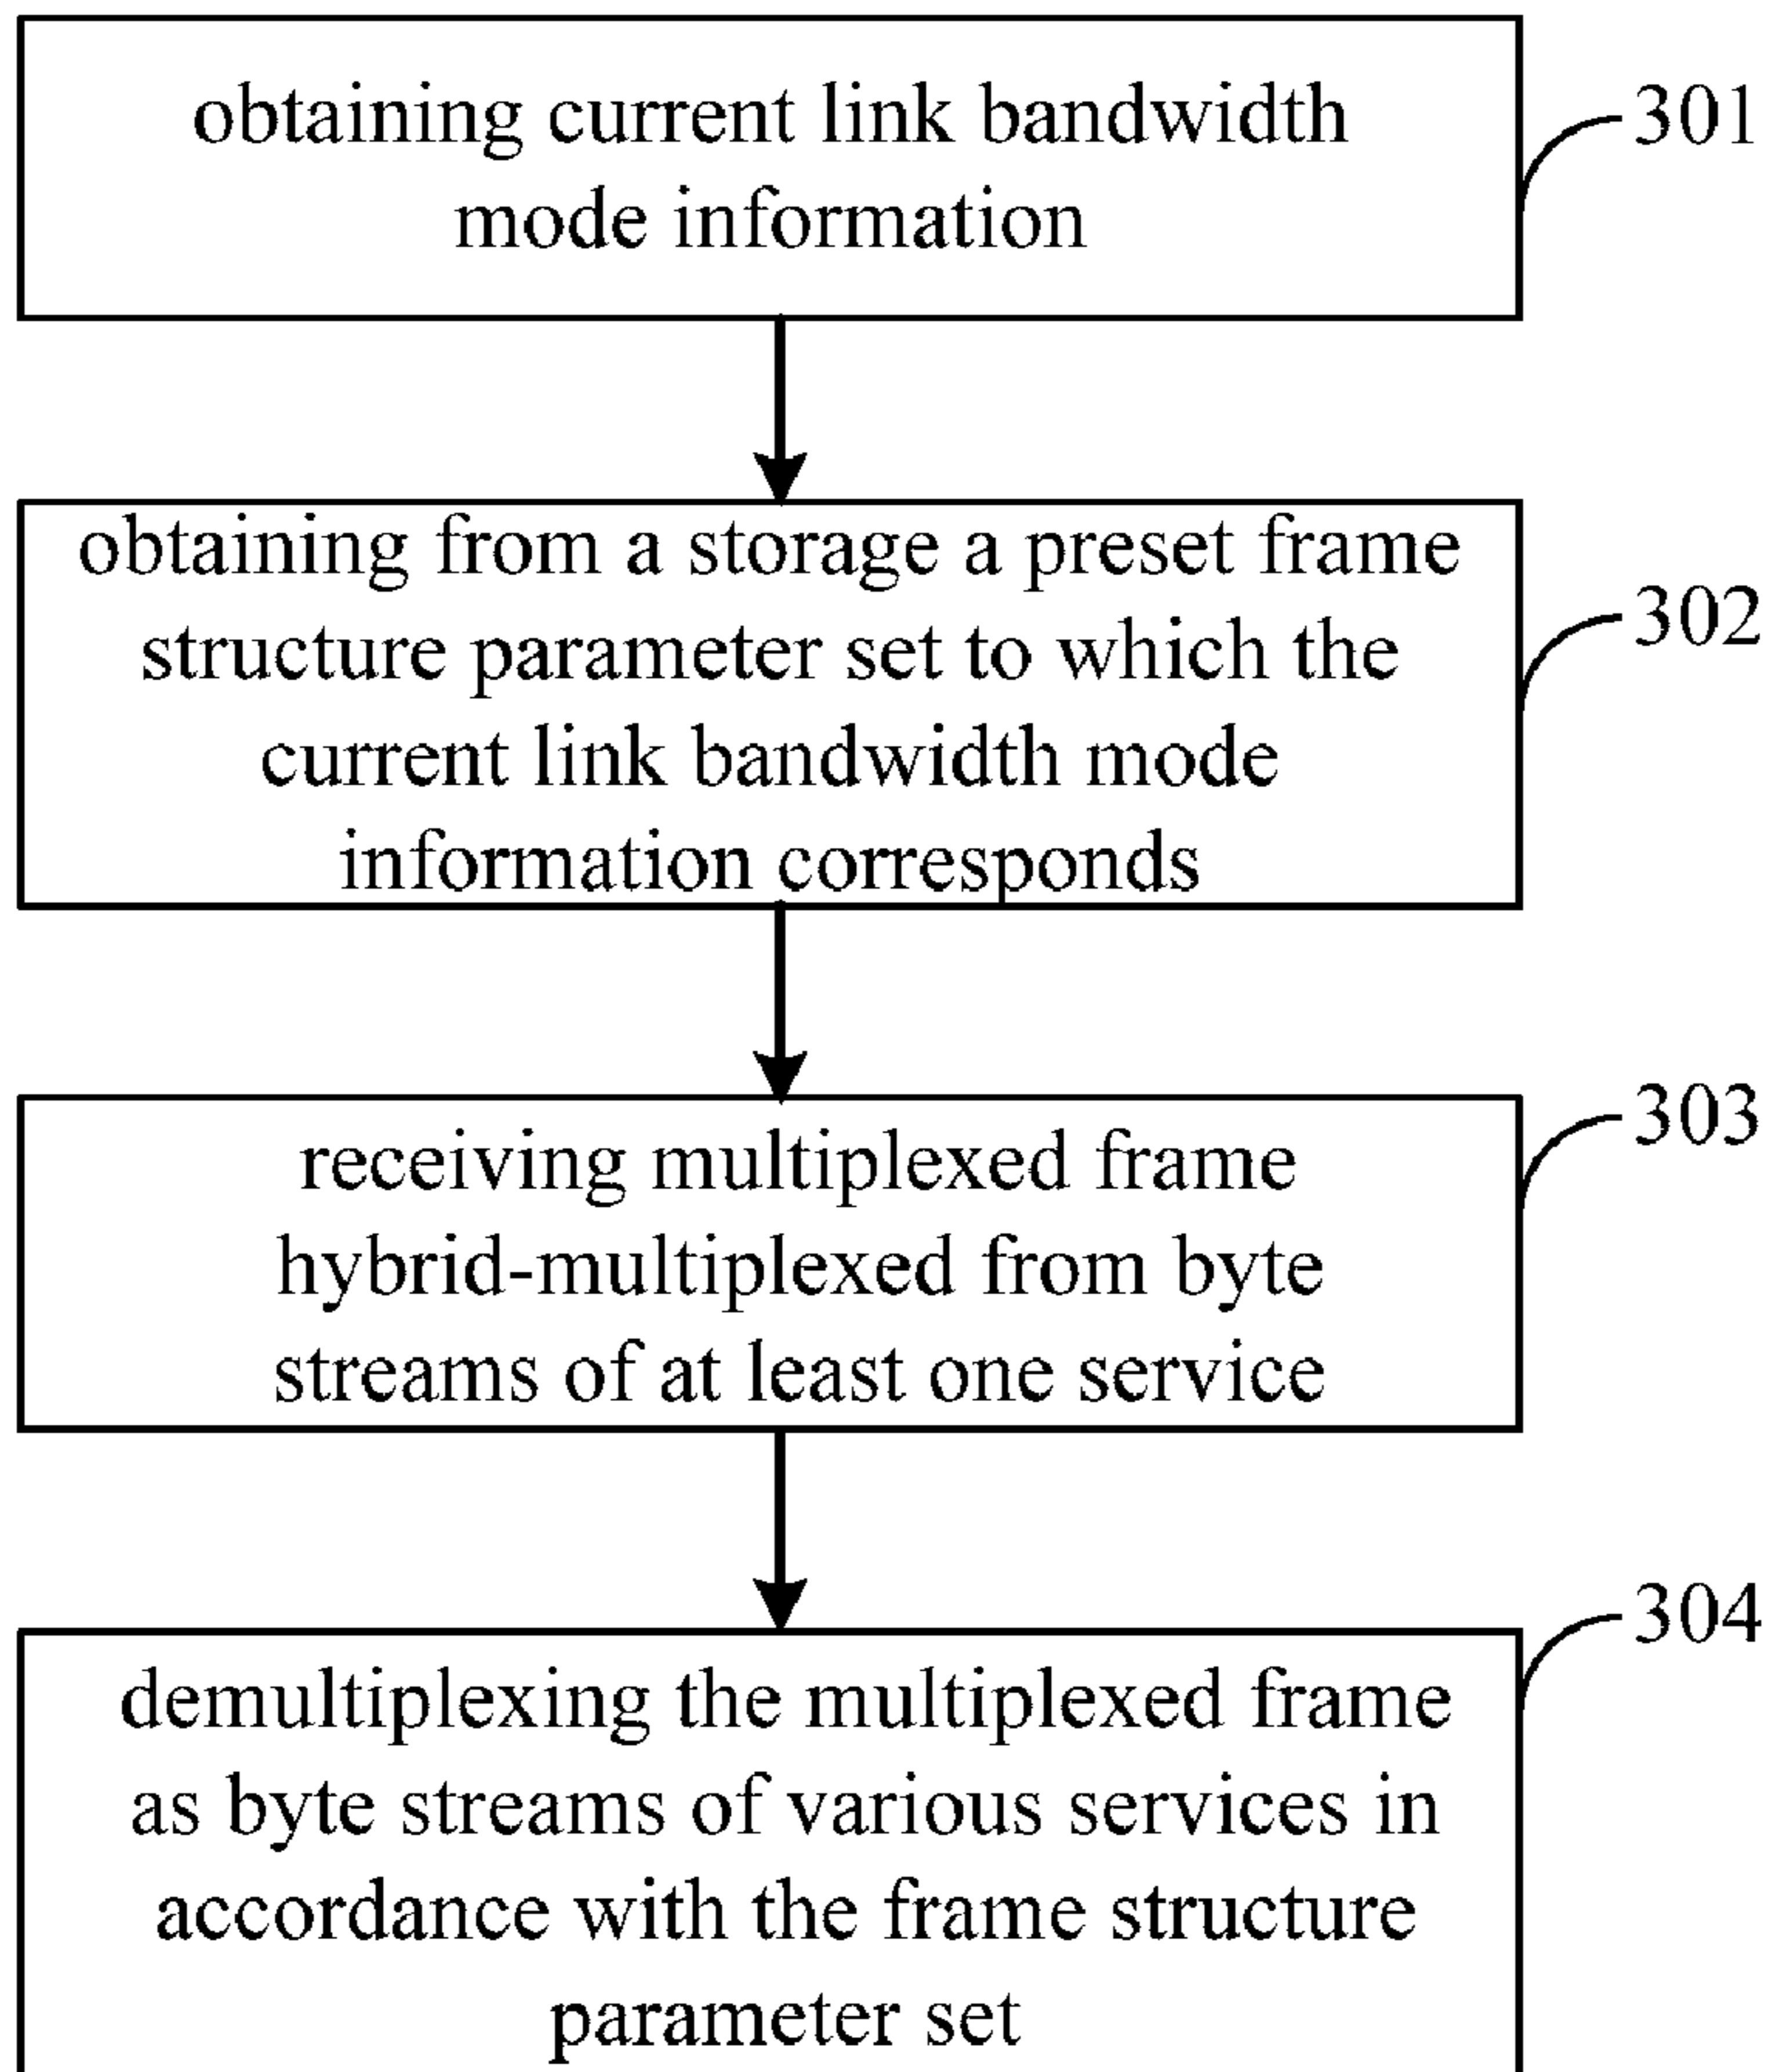 obtaining current link bandwidth
mode information
301
obtaining from a storage a preset frame
structure parameter set to which the
current link bandwidth mode
information corresponds
302
receiving multiplexed frame
hybrid-multiplexed from byte
streams of at least one service
303
demultiplexing the multiplexed frame
as byte streams of various services in
accordance with the frame structure
parameter set
304